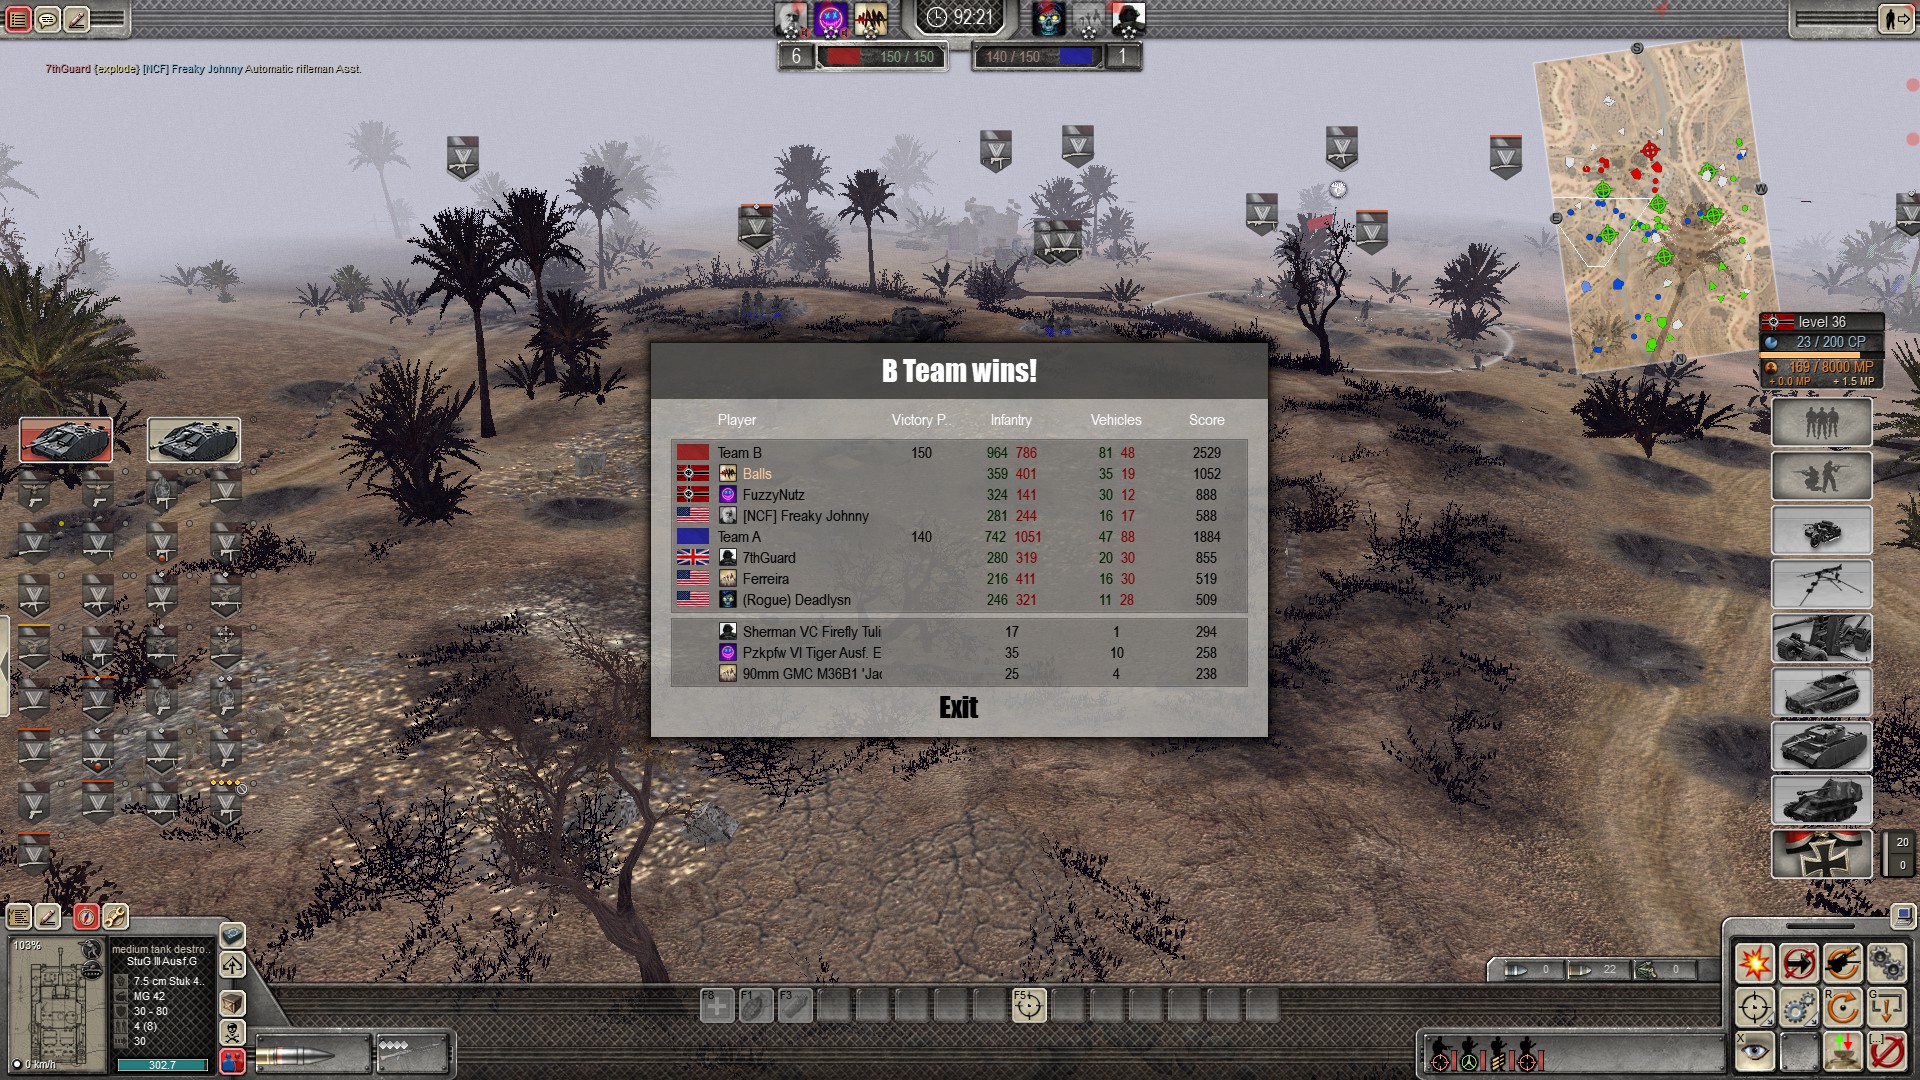 92:21
6 150 / 150 140 / 150 1
7thGuard {explode} [NCF] Freaky Johnny Automatic rifleman Asst.
S
W
E
N
level 36
23 / 200 CP
169 / 8000 MP
+ 0.0 MP + 1.5 MP
B Team wins!
Player Victory P.. Infantry Vehicles Score
Team B 150 964 786 81 48 2529
Balls 359 401 35 19 1052
FuzzyNutz 324 141 30 12 888
[NCF] Freaky Johnny 281 244 16 17 588
Team A 140 742 1051 47 88 1884
7thGuard 280 319 20 30 855
Ferreira 216 411 16 30 519
(Rogue) Deadlysn 246 321 11 28 509
Sherman VC Firefly Tuli 17 1 294
Pzkpfw VI Tiger Ausf. E 35 10 258
90mm GMC M36B1 'Jac 25 4 238
Exit
20
0
103%
medium tank destro..
StuG III Ausf.G
7.5 cm Stuk 4..
MG 42
30 - 80
4 (8)
30
302.7
0 km/h
F8 F1 F3 F5
0 22 0
R G
X [...]